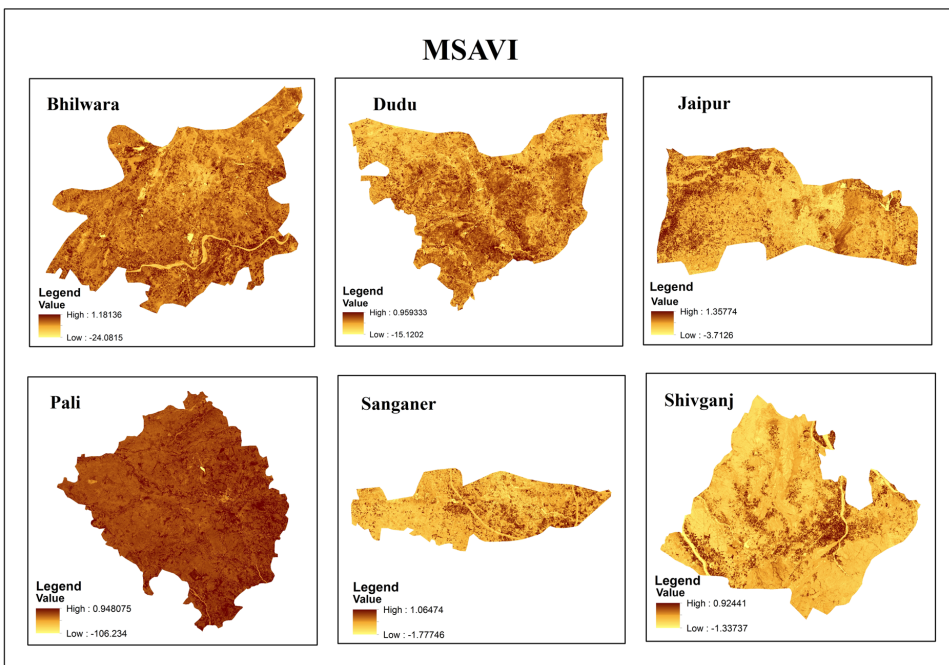 MSAVI
Bhilwara
Legend
Value
High : 1.18136
Low : -24.0815
Dudu
Legend
Value
High : 0.959333
Low : -15.1202
Jaipur
Legend
Value
High : 1.35774
Low : -3.7126
Pali
Legend
Value
High : 0.948075
Low : -106.234
Sanganer
Legend
Value
High : 1.06474
Low : -1.77746
Shivganj
Legend
Value
High : 0.92441
Low : -1.33737